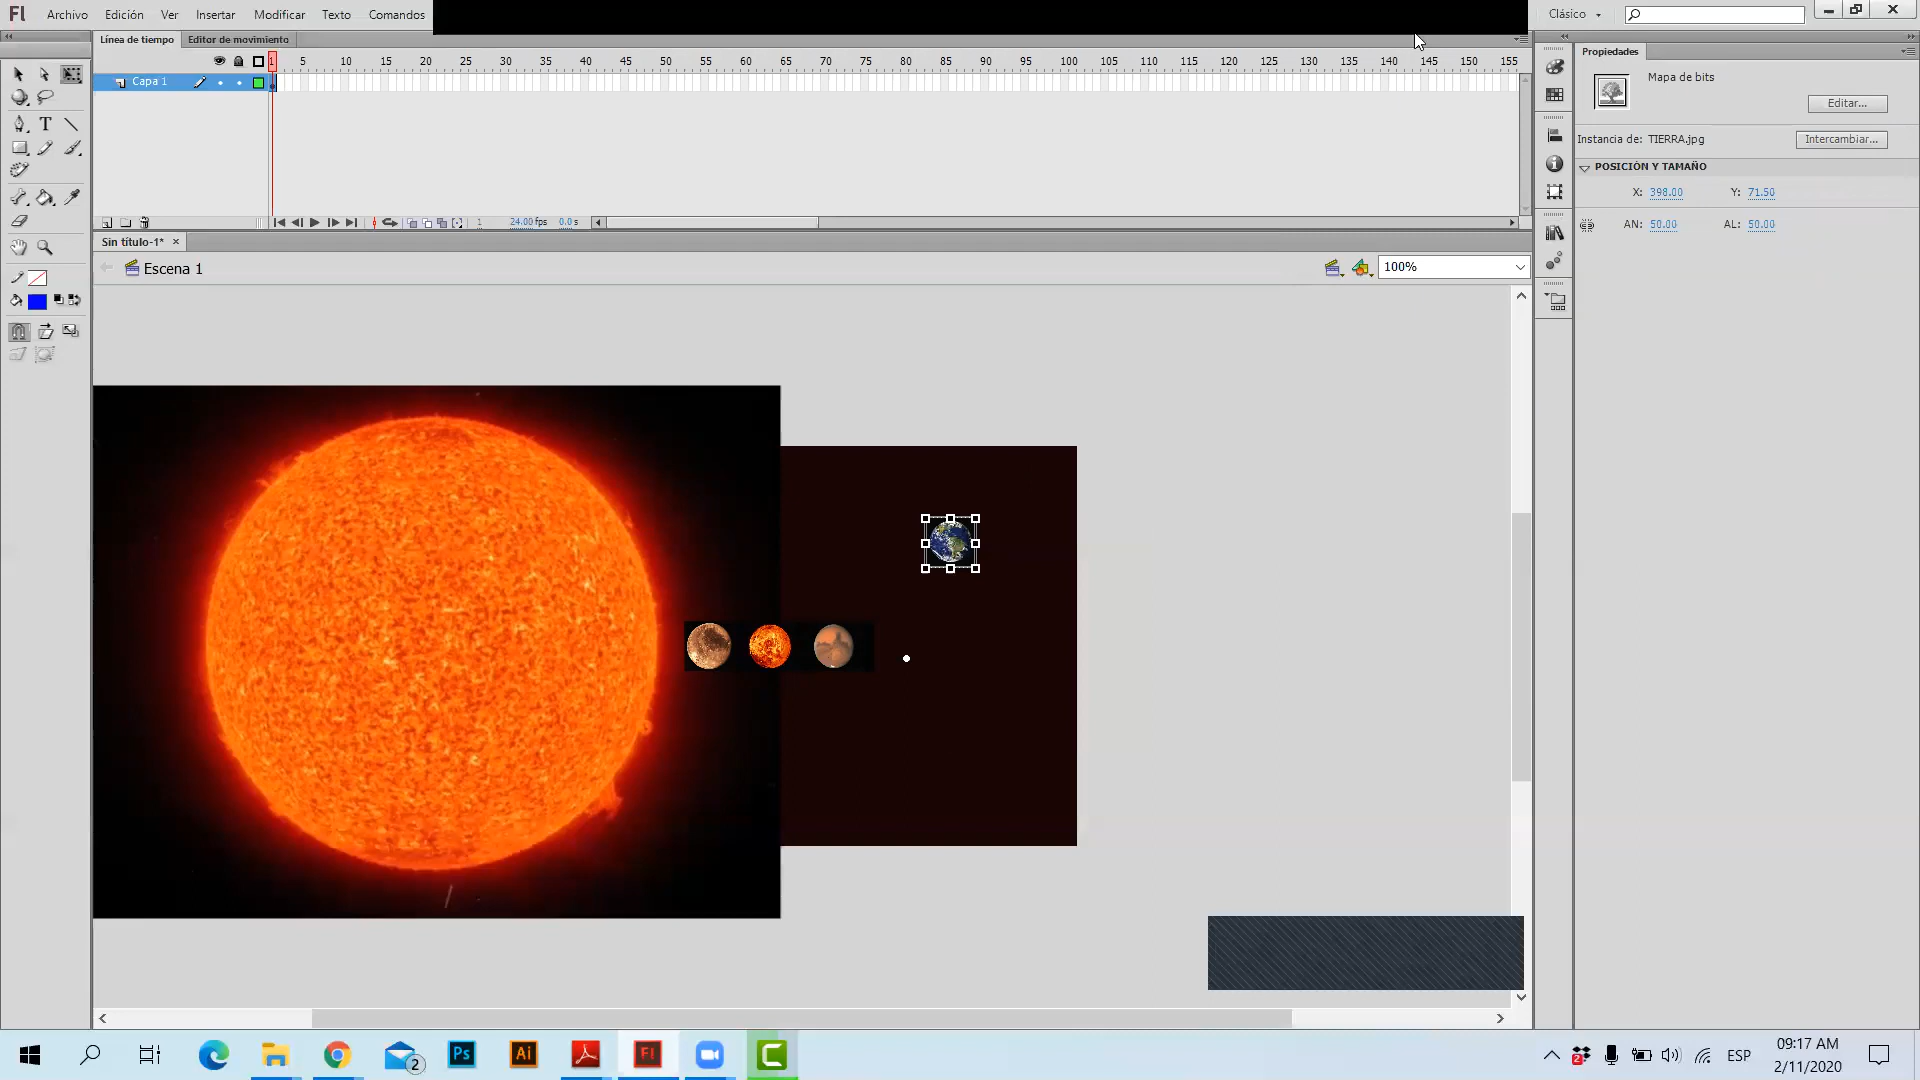 Fl Archivo Edición Ver Insertar Modificar Texto Comandos Clásico
Línea de tiempo Editor de movimiento
1 5 10 15 20 25 30 35 40 45 50 55 60 65 70 75 80 85 90 95 100 105 110 115 120 125 130 135 140 145 150 155
Capa 1
1 24.00 fps 0.0 s
Sin título-1*
Escena 1 100%
Propiedades
Mapa de bits
Editar...
Instancia de: TIERRA.jpg Intercambiar...
POSICIÓN Y TAMAÑO
X: 398.00 Y: 71.50
AN: 50.00 AL: 50.00
T
2 Ps Ai Fl C 2 ESP
09:17 AM
2/11/2020